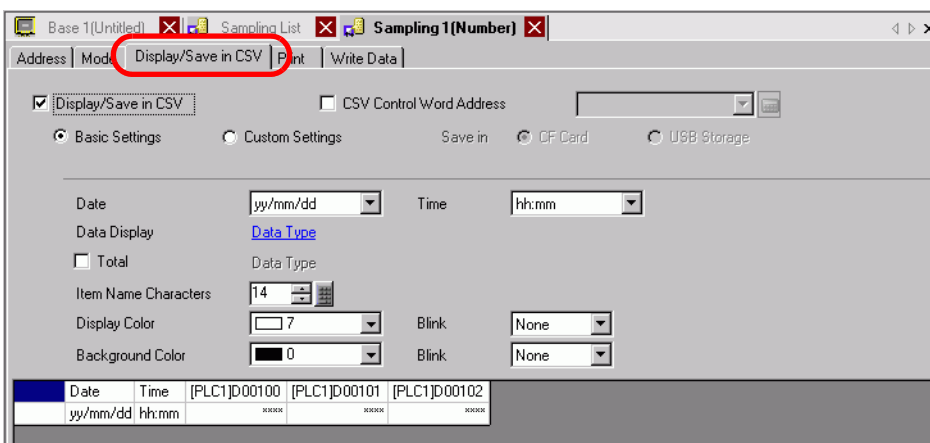 Base 1(Untitled) Sampling List Sampling 1(Number)
Address Mode Display/Save in CSV Print Write Data
Display/Save in CSV CSV Control Word Address
Basic Settings Custom Settings Save in CF Card USB Storage
Date yy/mm/dd Time hh:mm
Data Display Data Type
Total Data Type
Item Name Characters 14
Display Color 7 Blink None
Background Color 0 Blink None
Date Time [PLC1]D00100 [PLC1]D00101 [PLC1]D00102
yy/mm/dd hh:mm **** **** ****